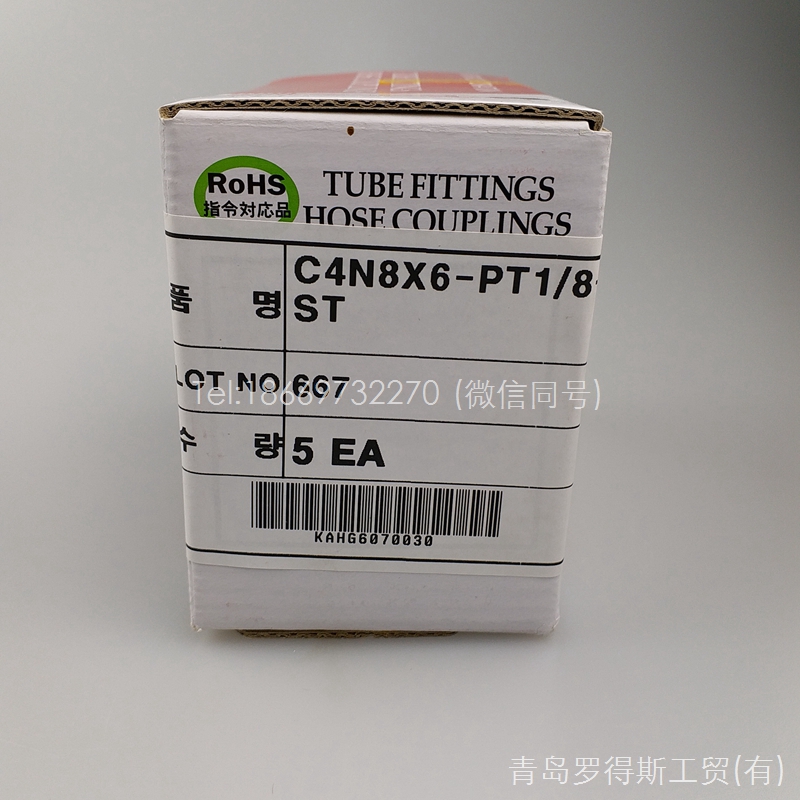 RoHS
指令対応品
TUBE FITTINGS
HOSE COUPLINGS
품 명
C4N8X6-PT1/8-
ST
LOT NO
667
수 량
5 EA
KAHG6070030
Tel:18669732270 (微信同号)
青岛罗得斯工贸(有)